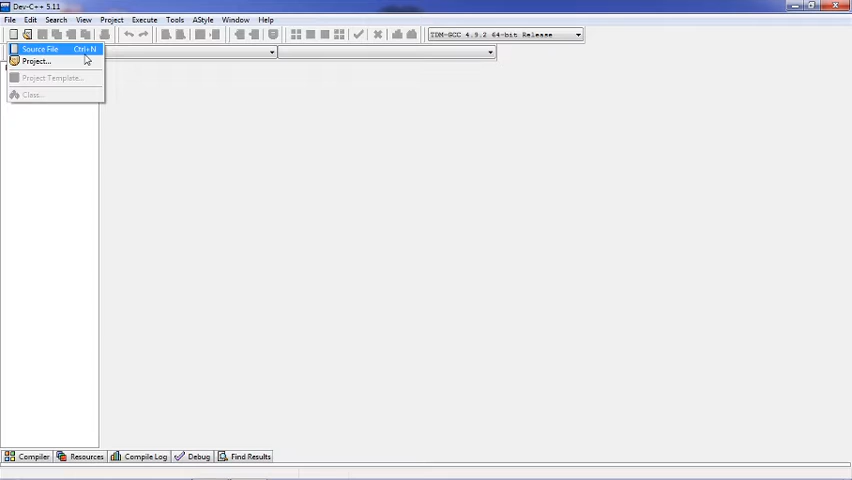 Dev-C++ 5.11
File Edit Search View Project Execute Tools AStyle Window Help
TDM-GCC 4.9.2 64-bit Release
Source File Ctrl+N
Project...
Project Template...
Class...
Compiler Resources Compile Log Debug Find Results